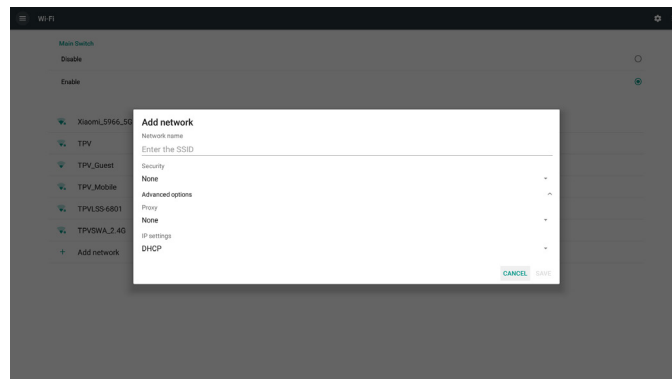 Wi-Fi
Main Switch
Disable
Enable
Xiaomi_5966_5G
TPV
TPV_Guest
TPV_Mobile
TPVLSS-6801
TPVSWA_2.4G
Add network
Add network
Network name
Enter the SSID
Security
None
Advanced options
Proxy
None
IP settings
DHCP
CANCEL SAVE